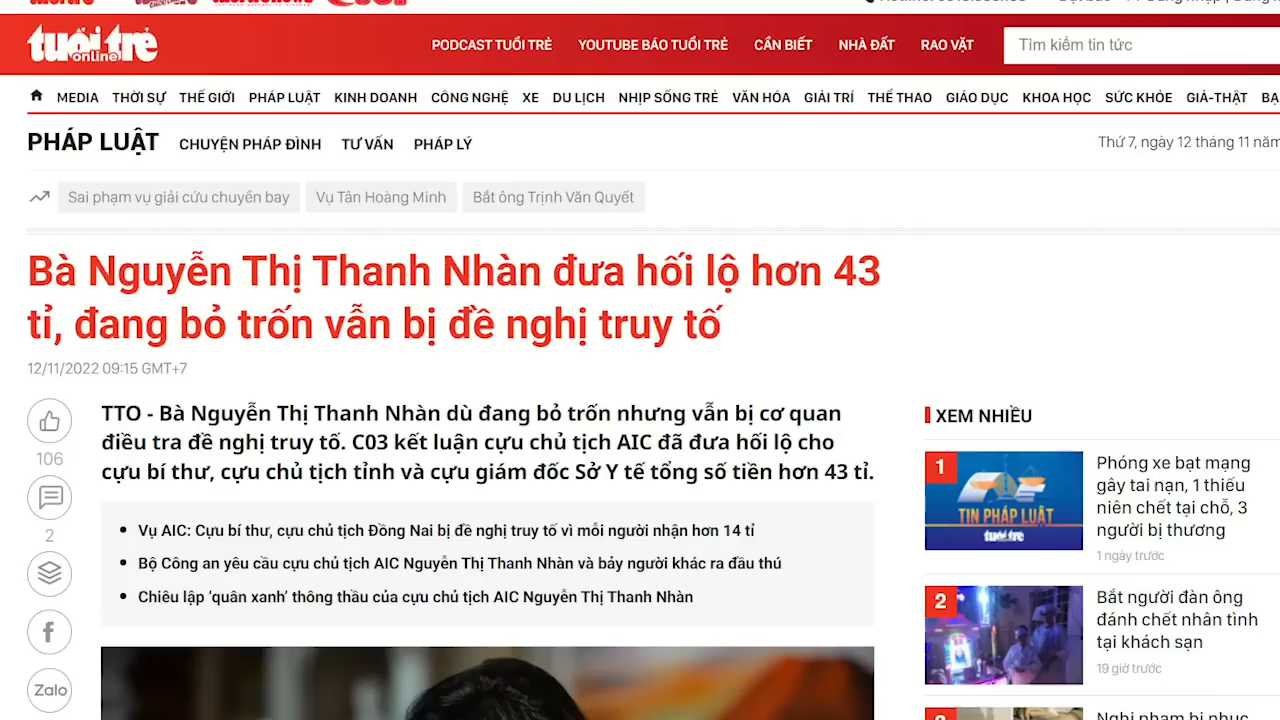 tuổi trẻ online
PODCAST TUỔI TRẺ YOUTUBE BÁO TUỔI TRẺ CẦN BIẾT NHÀ ĐẤT RAO VẶT Tìm kiếm tin tức
MEDIA THỜI SỰ THẾ GIỚI PHÁP LUẬT KINH DOANH CÔNG NGHỆ XE DU LỊCH NHỊP SỐNG TRẺ VĂN HÓA GIẢI TRÍ THỂ THAO GIÁO DỤC KHOA HỌC SỨC KHỎE GIẢ-THẬT
PHÁP LUẬT CHUYỆN PHÁP ĐÌNH TƯ VẤN PHÁP LÝ Thứ 7, ngày 12 tháng 11 năm
Sai phạm vụ giải cứu chuyến bay Vụ Tân Hoàng Minh Bắt ông Trịnh Văn Quyết
Bà Nguyễn Thị Thanh Nhàn đưa hối lộ hơn 43
tỉ, đang bỏ trốn vẫn bị đề nghị truy tố
12/11/2022 09:15 GMT+7
TTO - Bà Nguyễn Thị Thanh Nhàn dù đang bỏ trốn nhưng vẫn bị cơ quan
điều tra đề nghị truy tố. C03 kết luận cựu chủ tịch AIC đã đưa hối lộ cho
cựu bí thư, cựu chủ tịch tỉnh và cựu giám đốc Sở Y tế tổng số tiền hơn 43 tỉ.
106
2
Zalo
• Vụ AIC: Cựu bí thư, cựu chủ tịch Đồng Nai bị đề nghị truy tố vì mỗi người nhận hơn 14 tỉ
• Bộ Công an yêu cầu cựu chủ tịch AIC Nguyễn Thị Thanh Nhàn và bảy người khác ra đầu thú
• Chiêu lập ‘quân xanh’ thông thầu của cựu chủ tịch AIC Nguyễn Thị Thanh Nhàn
XEM NHIỀU
1
TIN PHÁP LUẬT
tuổi trẻ
Phóng xe bạt mạng
gây tai nạn, 1 thiếu
niên chết tại chỗ, 3
người bị thương
1 ngày trước
2
Bắt người đàn ông
đánh chết nhân tình
tại khách sạn
19 giờ trước
Nghi phạm bị phục